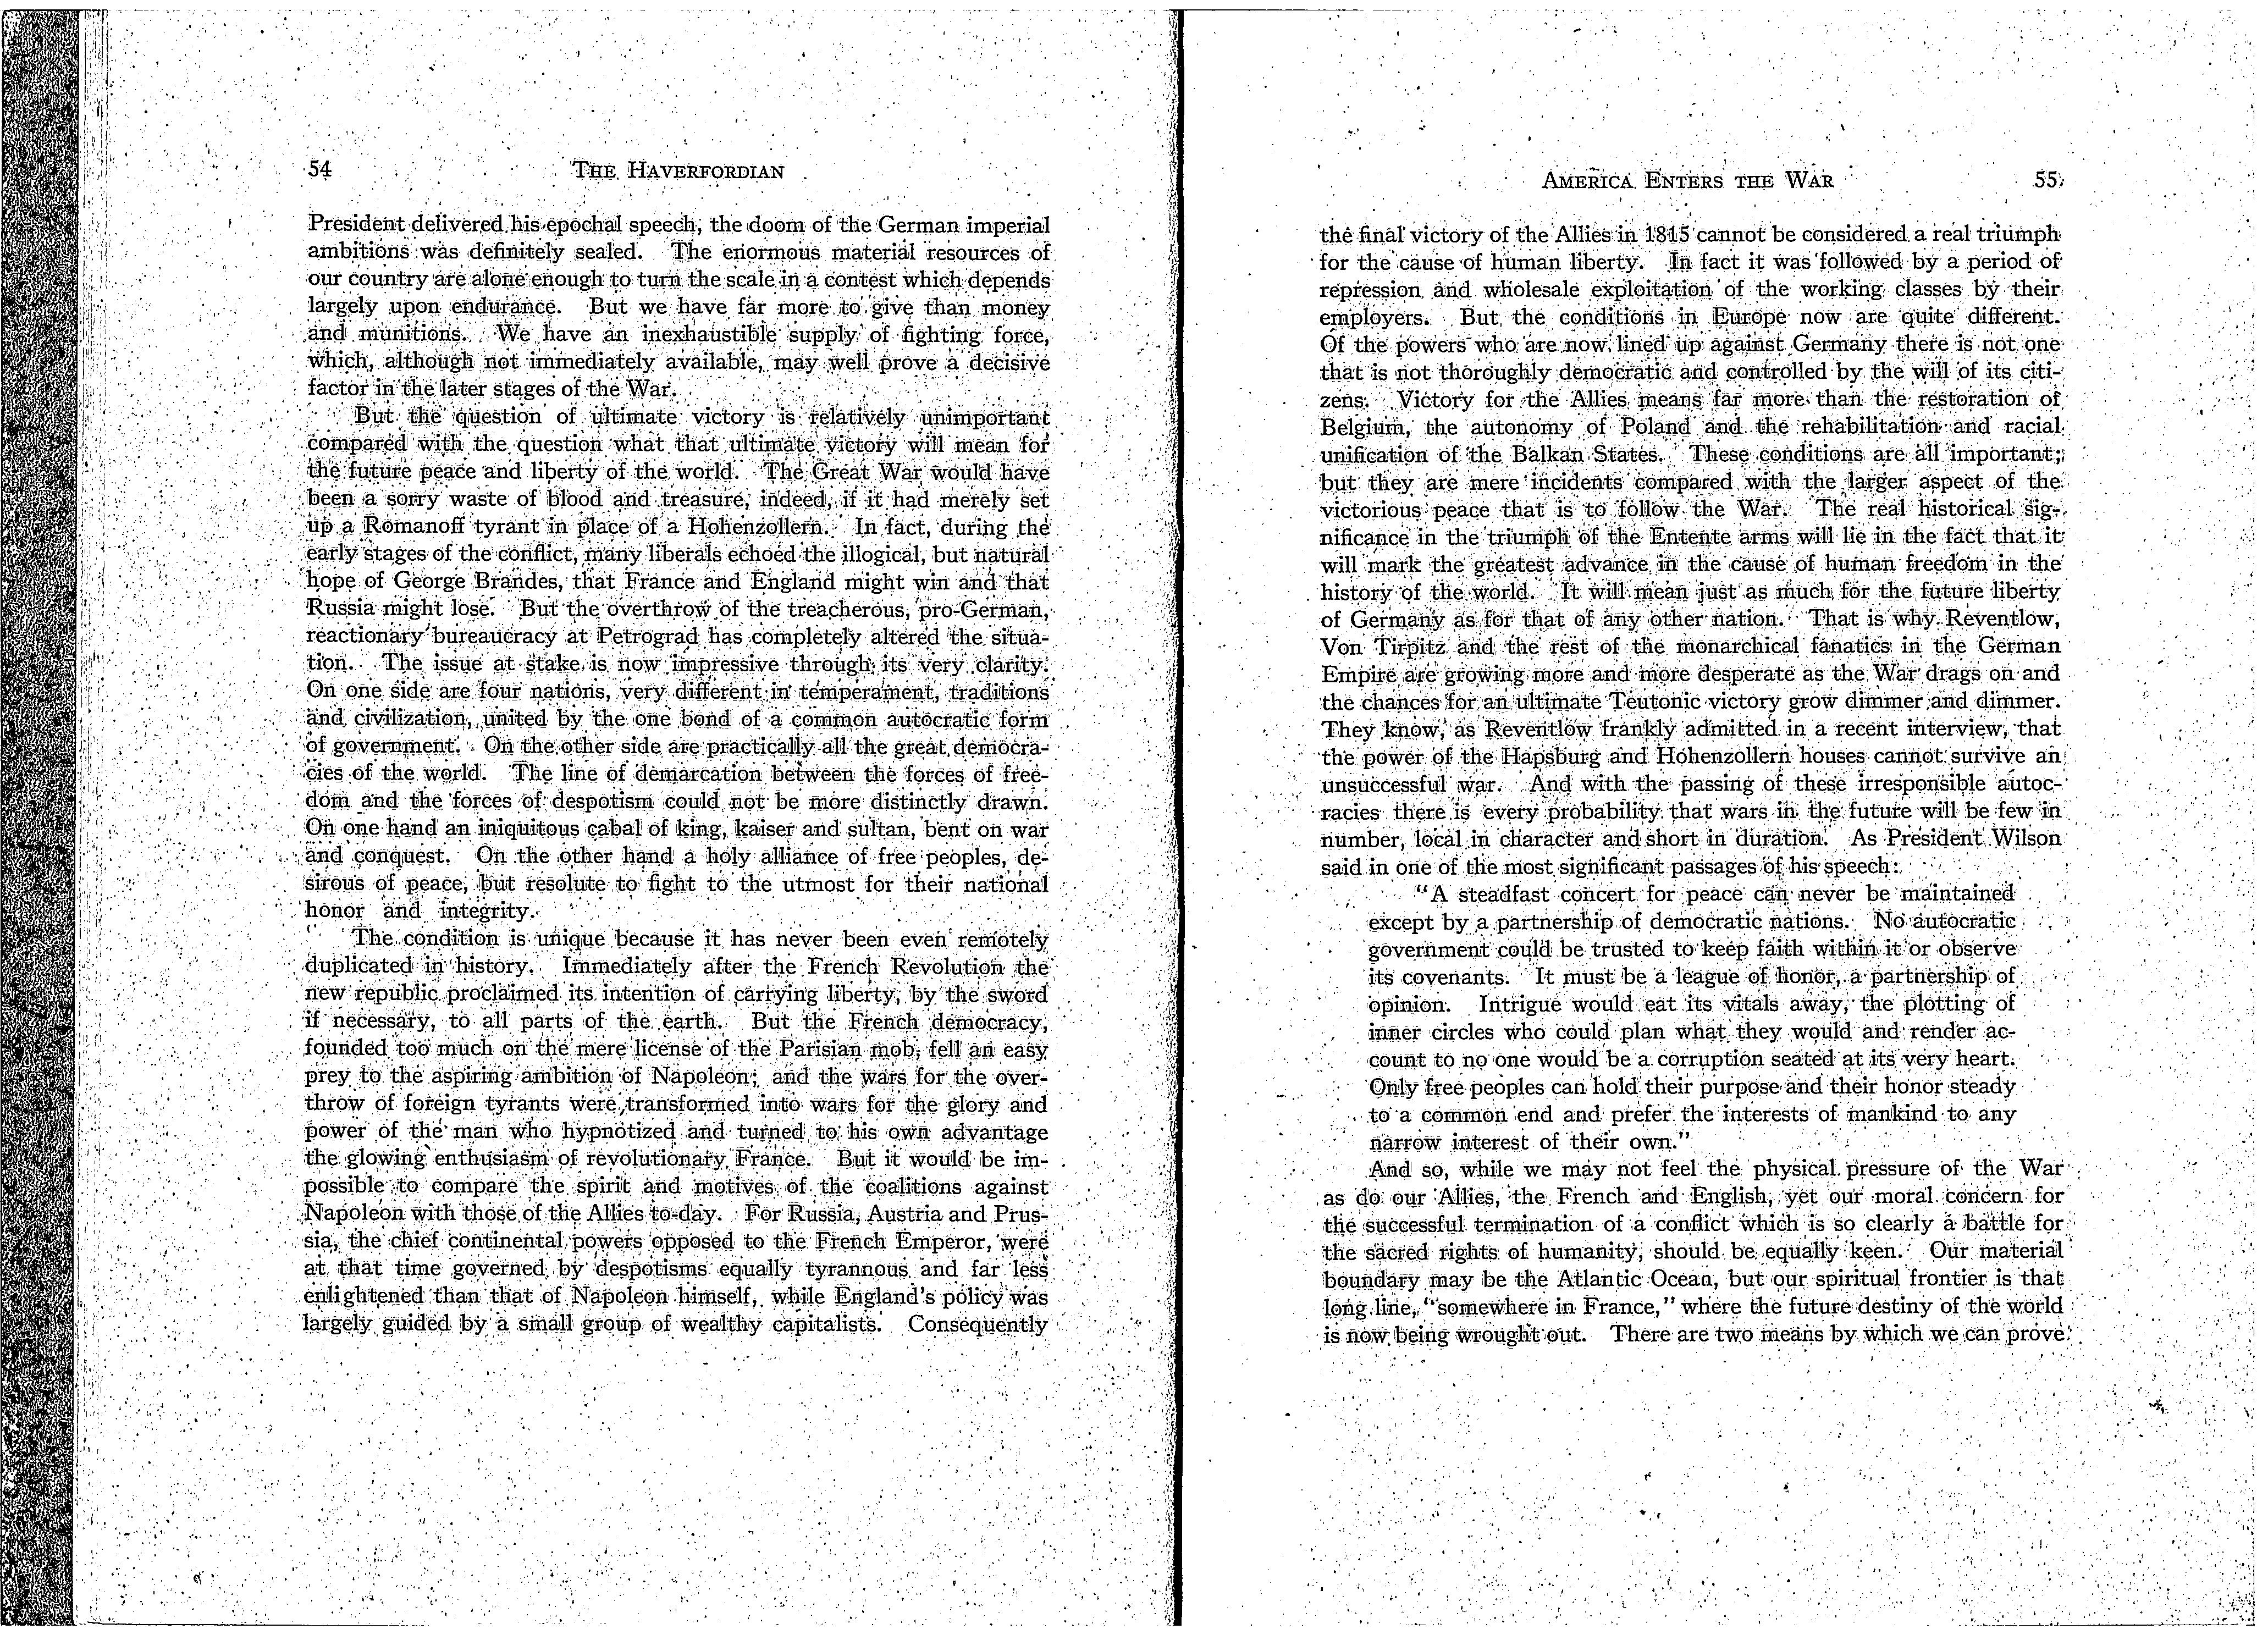 54 THE HAVERFORDIAN
President delivered his epochal speech, the doom of the German imperial
ambitions was definitely sealed. The enormous material resources of
our country are alone enough to turn the scale in a contest which depends
largely upon endurance. But we have far more to give than money
and munitions. We have an inexhaustible supply of fighting force,
which, although not immediately available, may well prove a decisive
factor in the later stages of the War.
But the question of ultimate victory is relatively unimportant
compared with the question what that ultimate victory will mean for
the future peace and liberty of the world. The Great War would have
been a sorry waste of blood and treasure, indeed, if it had merely set
up a Romanoff tyrant in place of a Hohenzollern. In fact, during the
early stages of the conflict, many liberals echoed the illogical, but natural
hope of George Brandes, that France and England might win and that
Russia might lose. But the overthrow of the treacherous, pro-German,
reactionary bureaucracy at Petrograd has completely altered the situa-
tion. The issue at stake is now impressive through its very clarity.
On one side are four nations, very different in temperament, traditions
and civilization, united by the one bond of a common autocratic form
of government. On the other side are practically all the great democra-
cies of the world. The line of demarcation between the forces of free-
dom and the forces of despotism could not be more distinctly drawn.
On one hand an iniquitous cabal of king, kaiser and sultan, bent on war
and conquest. On the other hand a holy alliance of free peoples, de-
sirous of peace, but resolute to fight to the utmost for their national
honor and integrity.
The condition is unique because it has never been even remotely
duplicated in history. Immediately after the French Revolution the
new republic proclaimed its intention of carrying liberty, by the sword
if necessary, to all parts of the earth. But the French democracy,
founded too much on the mere license of the Parisian mob, fell an easy
prey to the aspiring ambition of Napoleon; and the wars for the over-
throw of foreign tyrants were transformed into wars for the glory and
power of the man who hypnotized and turned to his own advantage
the glowing enthusiasm of revolutionary France. But it would be im-
possible to compare the spirit and motives of the coalitions against
Napoleon with those of the Allies to-day. For Russia, Austria and Prus-
sia, the chief continental powers opposed to the French Emperor, were
at that time governed by despotisms equally tyrannous and far less
enlightened than that of Napoleon himself, while England's policy was
largely guided by a small group of wealthy capitalists. Consequently
AMERICA ENTERS THE WAR 55
the final victory of the Allies in 1815 cannot be considered a real triumph
for the cause of human liberty. In fact it was followed by a period of
repression and wholesale exploitation of the working classes by their
employers. But the conditions in Europe now are quite different.
Of the powers who are now lined up against Germany there is not one
that is not thoroughly democratic and controlled by the will of its citi-
zens. Victory for the Allies means far more than the restoration of
Belgium, the autonomy of Poland and the rehabilitation and racial
unification of the Balkan States. These conditions are all important;
but they are mere incidents compared with the larger aspect of the
victorious peace that is to follow the War. The real historical sig-
nificance in the triumph of the Entente arms will lie in the fact that it
will mark the greatest advance in the cause of human freedom in the
history of the world. It will mean just as much for the future liberty
of Germany as for that of any other nation. That is why Reventlow,
Von Tirpitz and the rest of the monarchical fanatics in the German
Empire are growing more and more desperate as the War drags on and
the chances for an ultimate Teutonic victory grow dimmer and dimmer.
They know, as Reventlow frankly admitted in a recent interview, that
the power of the Hapsburg and Hohenzollern houses cannot survive an
unsuccessful war. And with the passing of these irresponsible autoc-
racies there is every probability that wars in the future will be few in
number, local in character and short in duration. As President Wilson
said in one of the most significant passages of his speech:
"A steadfast concert for peace can never be maintained
except by a partnership of democratic nations. No autocratic
government could be trusted to keep faith within it or observe
its covenants. It must be a league of honor, a partnership of
opinion. Intrigue would eat its vitals away, the plotting of
inner circles who could plan what they would and render ac-
count to no one would be a corruption seated at its very heart.
Only free peoples can hold their purpose and their honor steady
to a common end and prefer the interests of mankind to any
narrow interest of their own."
And so, while we may not feel the physical pressure of the War
as do our Allies, the French and English, yet our moral concern for
the successful termination of a conflict which is so clearly a battle for
the sacred rights of humanity, should be equally keen. Our material
boundary may be the Atlantic Ocean, but our spiritual frontier is that
long line, "somewhere in France," where the future destiny of the world
is now being wrought out. There are two means by which we can prove